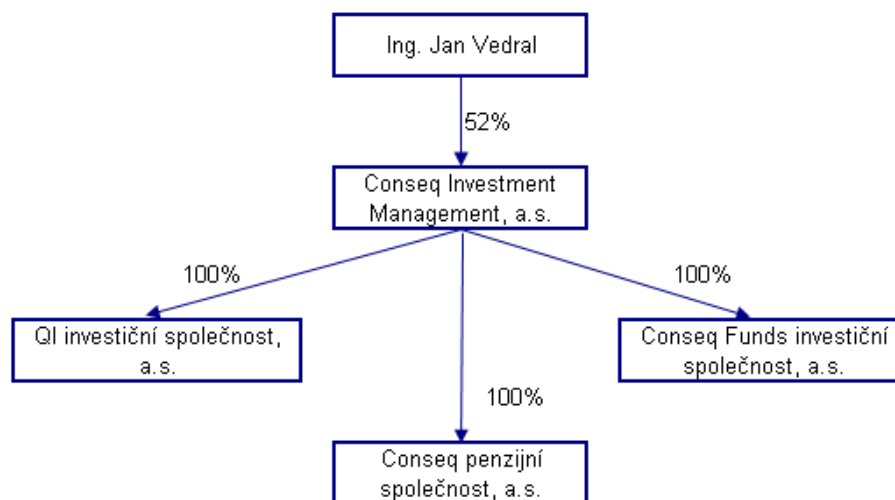 Ing. Jan Vedral
52%
Conseq Investment
Management, a.s.
100%
100%
QI investiční společnost,
a.s.
Conseq Funds investiční
společnost, a.s.
100%
Conseq penzijní
společnost, a.s.